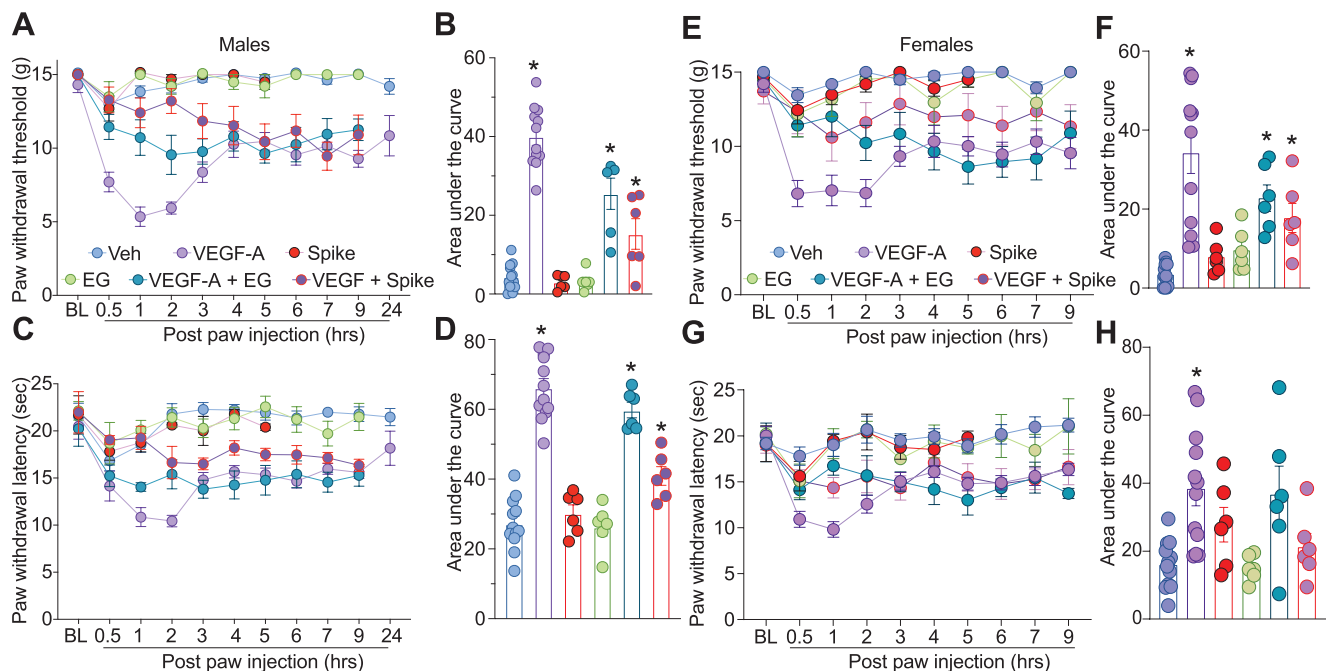 A
Males
Paw withdrawal threshold (g)
15
10
5
0
Veh
VEGF-A
Spike
EG
VEGF-A + EG
VEGF + Spike
BL 0.5 1 2 3 4 5 6 7 9 24
Post paw injection (hrs)
B
Area under the curve
60
40
20
0
*
*
*
E
Females
Paw withdrawal threshold (g)
15
10
5
0
Veh
VEGF-A
Spike
EG
VEGF-A + EG
VEGF + Spike
BL 0.5 1 2 3 4 5 6 7 9
Post paw injection (hrs)
F
Area under the curve
60
40
20
0
*
*
*
C
Paw withdrawal latency (sec)
25
20
15
10
5
0
BL 0.5 1 2 3 4 5 6 7 9 24
Post paw injection (hrs)
D
Area under the curve
80
60
40
20
0
*
*
*
G
Paw withdrawal latency (sec)
25
20
15
10
5
0
BL 0.5 1 2 3 4 5 6 7 9
Post paw injection (hrs)
H
Area under the curve
80
60
40
20
0
*